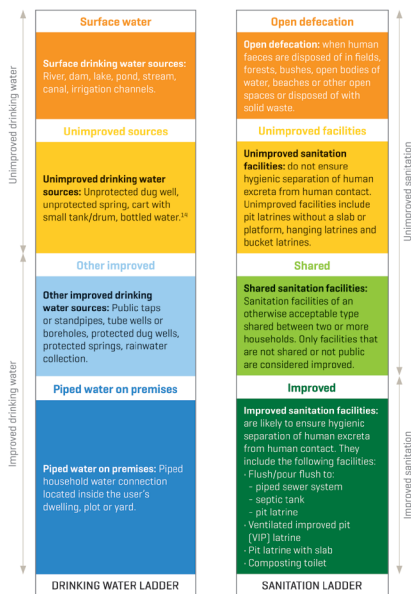 Surface water
Surface drinking water sources:
River, dam, lake, pond, stream,
canal, irrigation channels.
Unimproved sources
Unimproved drinking water
sources: Unprotected dug well,
unprotected spring, cart with
small tank/drum, bottled water.¹⁴
Other improved
Other improved drinking
water sources: Public taps
or standpipes, tube wells or
boreholes, protected dug wells,
protected springs, rainwater
collection.
Piped water on premises
Piped water on premises: Piped
household water connection
located inside the user's
dwelling, plot or yard.
DRINKING WATER LADDER
Unimproved drinking water
Improved drinking water
Open defecation
Open defecation: when human
faeces are disposed of in fields,
forests, bushes, open bodies of
water, beaches or other open
spaces or disposed of with
solid waste.
Unimproved facilities
Unimproved sanitation
facilities: do not ensure
hygienic separation of human
excreta from human contact.
Unimproved facilities include
pit latrines without a slab or
platform, hanging latrines and
bucket latrines.
Shared
Shared sanitation facilities:
Sanitation facilities of an
otherwise acceptable type
shared between two or more
households. Only facilities that
are not shared or not public
are considered improved.
Improved
Improved sanitation facilities:
are likely to ensure hygienic
separation of human excreta
from human contact. They
include the following facilities:
· Flush/pour flush to:
– piped sewer system
– septic tank
– pit latrine
· Ventilated improved pit
(VIP) latrine
· Pit latrine with slab
· Composting toilet
SANITATION LADDER
Unimproved sanitation
Improved sanitation